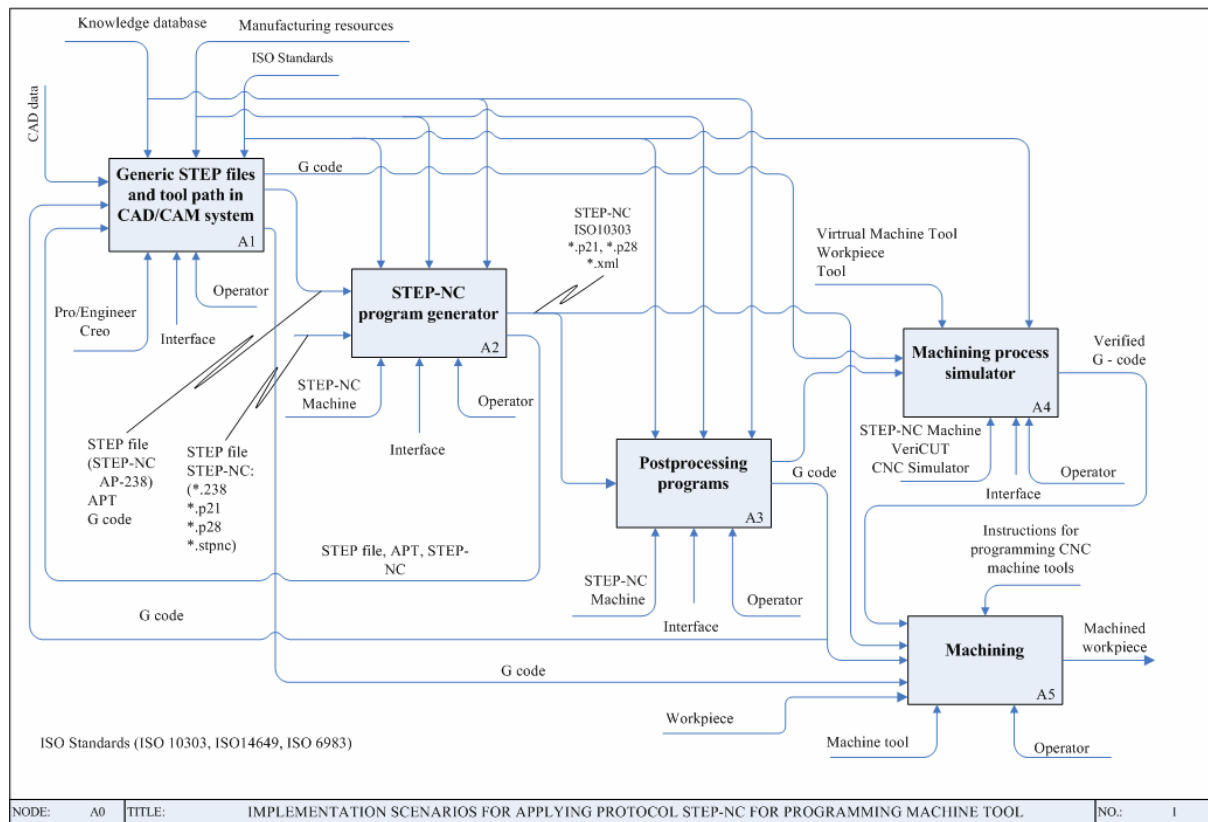 Knowledge database
Manufacturing resources
ISO Standards
CAD data
Generic STEP files
and tool path in
CAD/CAM system
A1
G code
STEP-NC
ISO10303
*.p21, *.p28
*.xml
Virtrual Machine Tool
Workpiece
Tool
Pro/Engineer
Creo
Interface
Operator
STEP-NC
program generator
A2
Machining process
simulator
A4
Verified
G - code
STEP-NC
Machine
Interface
Operator
STEP file
(STEP-NC
AP-238)
APT
G code
STEP file
STEP-NC:
(*.238
*.p21
*.p28
*.stpnc)
Postprocessing
programs
A3
G code
STEP-NC Machine
VeriCUT
CNC Simulator
Interface
Operator
STEP file, APT, STEP-
NC
STEP-NC
Machine
Interface
Operator
Instructions for
programming CNC
machine tools
G code
G code
Machining
A5
Machined
workpiece
Workpiece
Machine tool
Operator
ISO Standards (ISO 10303, ISO14649, ISO 6983)
NODE: A0 TITLE: IMPLEMENTATION SCENARIOS FOR APPLYING PROTOCOL STEP-NC FOR PROGRAMMING MACHINE TOOL NO.: 1